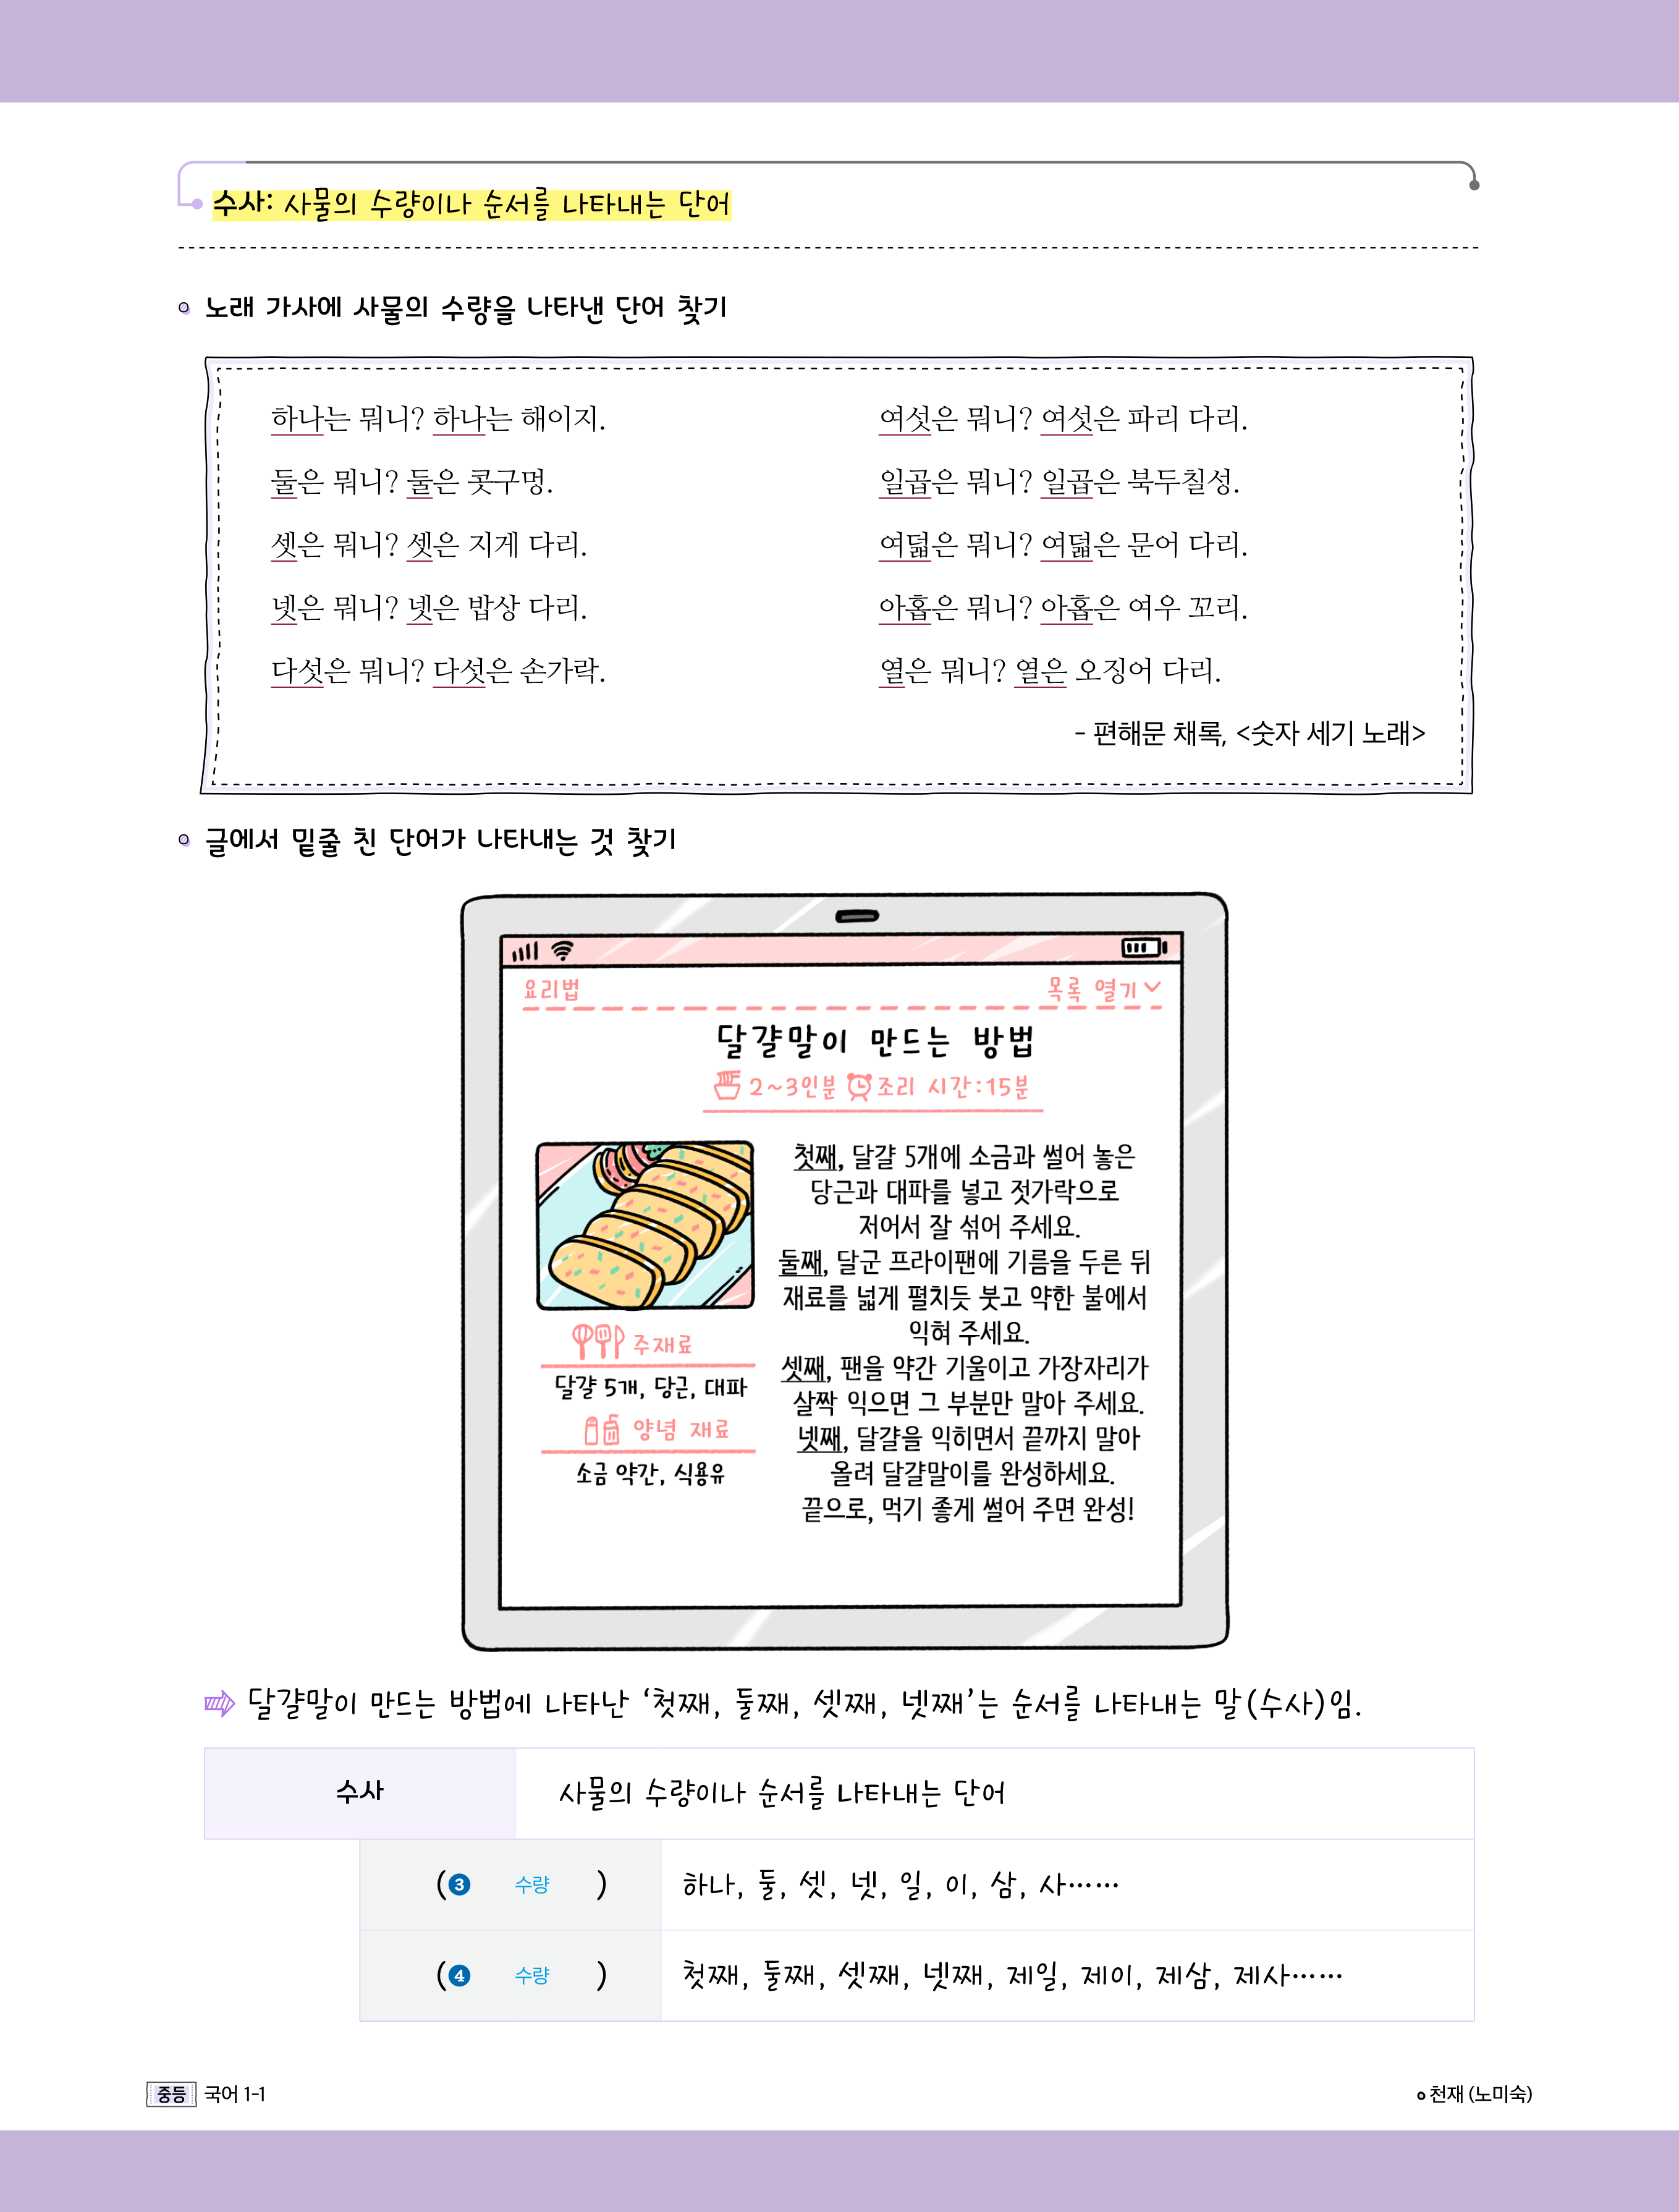 수사: 사물의 수량이나 순서를 나타내는 단어
노래 가사에 사물의 수량을 나타낸 단어 찾기
하나는 뭐니? 하나는 해이지.
둘은 뭐니? 둘은 콧구멍.
셋은 뭐니? 셋은 지게 다리.
넷은 뭐니? 넷은 밥상 다리.
다섯은 뭐니? 다섯은 손가락.
여섯은 뭐니? 여섯은 파리 다리.
일곱은 뭐니? 일곱은 북두칠성.
여덟은 뭐니? 여덟은 문어 다리.
아홉은 뭐니? 아홉은 여우 꼬리.
열은 뭐니? 열은 오징어 다리.
- 편해문 채록, <숫자 세기 노래>
글에서 밑줄 친 단어가 나타내는 것 찾기
요리법
목록 열기
달걀말이 만드는 방법
2~3인분 조리 시간:15분
주재료
달걀 5개, 당근, 대파
양념 재료
소금 약간, 식용유
첫째, 달걀 5개에 소금과 썰어 놓은
당근과 대파를 넣고 젓가락으로
저어서 잘 섞어 주세요.
둘째, 달군 프라이팬에 기름을 두른 뒤
재료를 넓게 펼치듯 붓고 약한 불에서
익혀 주세요.
셋째, 팬을 약간 기울이고 가장자리가
살짝 익으면 그 부분만 말아 주세요.
넷째, 달걀을 익히면서 끝까지 말아
올려 달걀말이를 완성하세요.
끝으로, 먹기 좋게 썰어 주면 완성!
달걀말이 만드는 방법에 나타난 ‘첫째, 둘째, 셋째, 넷째’는 순서를 나타내는 말(수사)임.
수사
사물의 수량이나 순서를 나타내는 단어
(3 수량 )
하나, 둘, 셋, 넷, 일, 이, 삼, 사……
(4 수량 )
첫째, 둘째, 셋째, 넷째, 제일, 제이, 제삼, 제사……
중등 국어 1-1
천재 (노미숙)